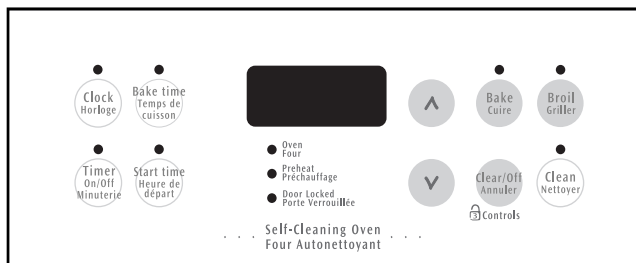 Clock
Horloge
Bake time
Temps de
cuisson
Bake
Cuire
Broil
Griller
Oven
Four
Preheat
Préchauffage
Door Locked
Porte Verrouillée
Timer
On/Off
Minuterie
Start time
Heure de
départ
Clear/Off
Annuler
3 Controls
Clean
Nettoyer
Self-Cleaning Oven
Four Autonettoyant